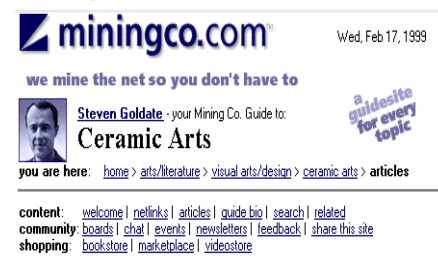 miningco.com™
Wed, Feb 17, 1999
we mine the net so you don't have to
a guidesite for every topic
Steven Goldate - your Mining Co. Guide to:
Ceramic Arts
you are here: home > arts/literature > visual arts/design > ceramic arts > articles
content: welcome | netlinks | articles | guide bio | search | related
community: boards | chat | events | newsletters | feedback | share this site
shopping: bookstore | marketplace | videostore